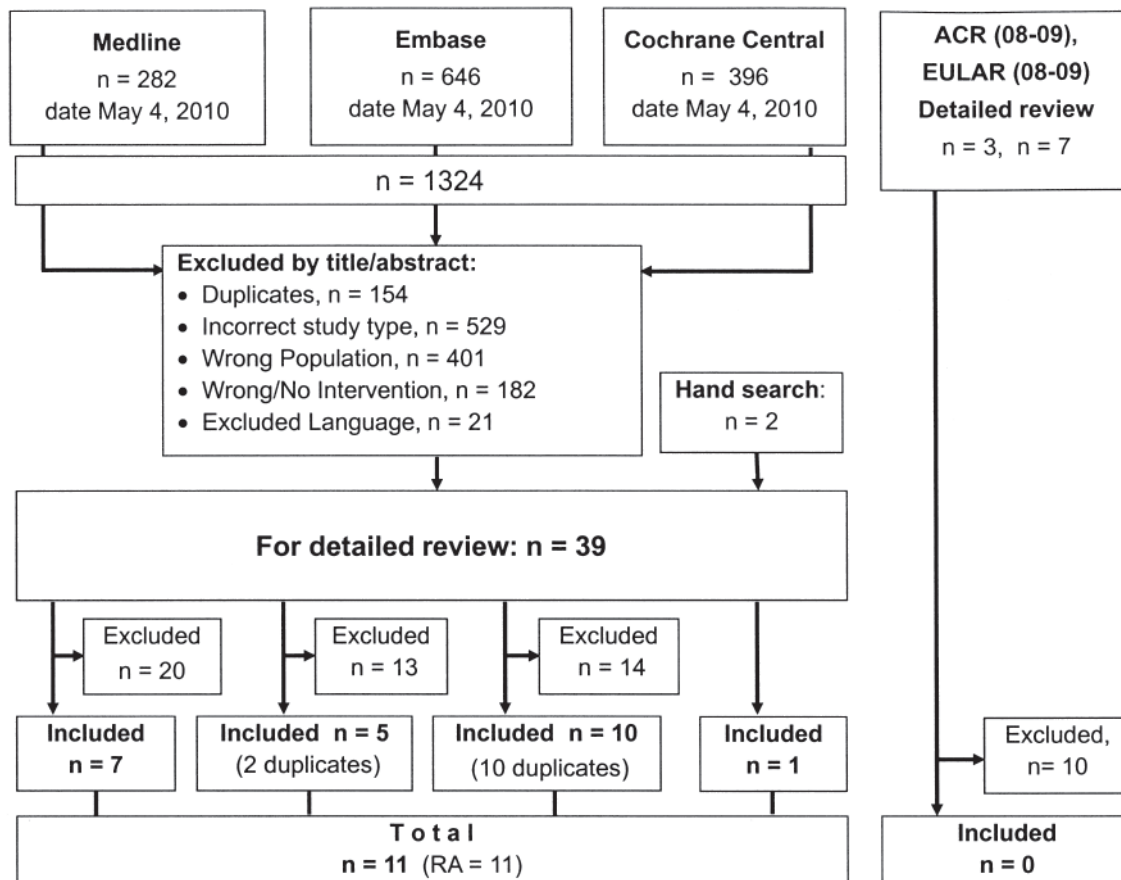 Medline
n = 282
date May 4, 2010
Embase
n = 646
date May 4, 2010
Cochrane Central
n = 396
date May 4, 2010
ACR (08-09),
EULAR (08-09)
Detailed review
n = 3, n = 7
n = 1324
Excluded by title/abstract:
• Duplicates, n = 154
• Incorrect study type, n = 529
• Wrong Population, n = 401
• Wrong/No Intervention, n = 182
• Excluded Language, n = 21
Hand search:
n = 2
For detailed review: n = 39
Excluded
n = 20
Excluded
n = 13
Excluded
n = 14
Included
n = 7
Included n = 5
(2 duplicates)
Included n = 10
(10 duplicates)
Included
n = 1
Excluded,
n= 10
Total
n = 11 (RA = 11)
Included
n = 0